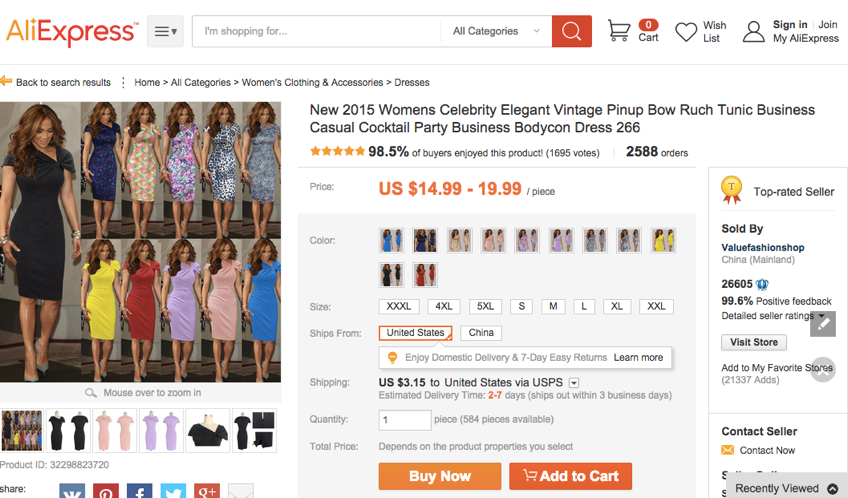 AliExpress™
I'm shopping for...
All Categories
0
Cart
Wish
List
Sign in | Join
My AliExpress
Back to search results
Home > All Categories > Women's Clothing & Accessories > Dresses
New 2015 Womens Celebrity Elegant Vintage Pinup Bow Ruch Tunic Business
Casual Cocktail Party Business Bodycon Dress 266
98.5% of buyers enjoyed this product! (1695 votes)
2588 orders
Price:
US $14.99 - 19.99 / piece
Color:
Size:
XXXL
4XL
5XL
S
M
L
XL
XXL
Ships From:
United States
China
Enjoy Domestic Delivery & 7-Day Easy Returns Learn more
Shipping:
US $3.15 to United States via USPS
Estimated Delivery Time: 2-7 days (ships out within 3 business days)
Quantity:
1
piece (584 pieces available)
Total Price:
Depends on the product properties you select
Buy Now
Add to Cart
Mouse over to zoom in
Product ID: 32298823720
share:
T
Top-rated Seller
Sold By
Valuefashionshop
China (Mainland)
26605
99.6% Positive feedback
Detailed seller ratings
Visit Store
Add to My Favorite Stores
(21337 Adds)
Contact Seller
Contact Now
Recently Viewed